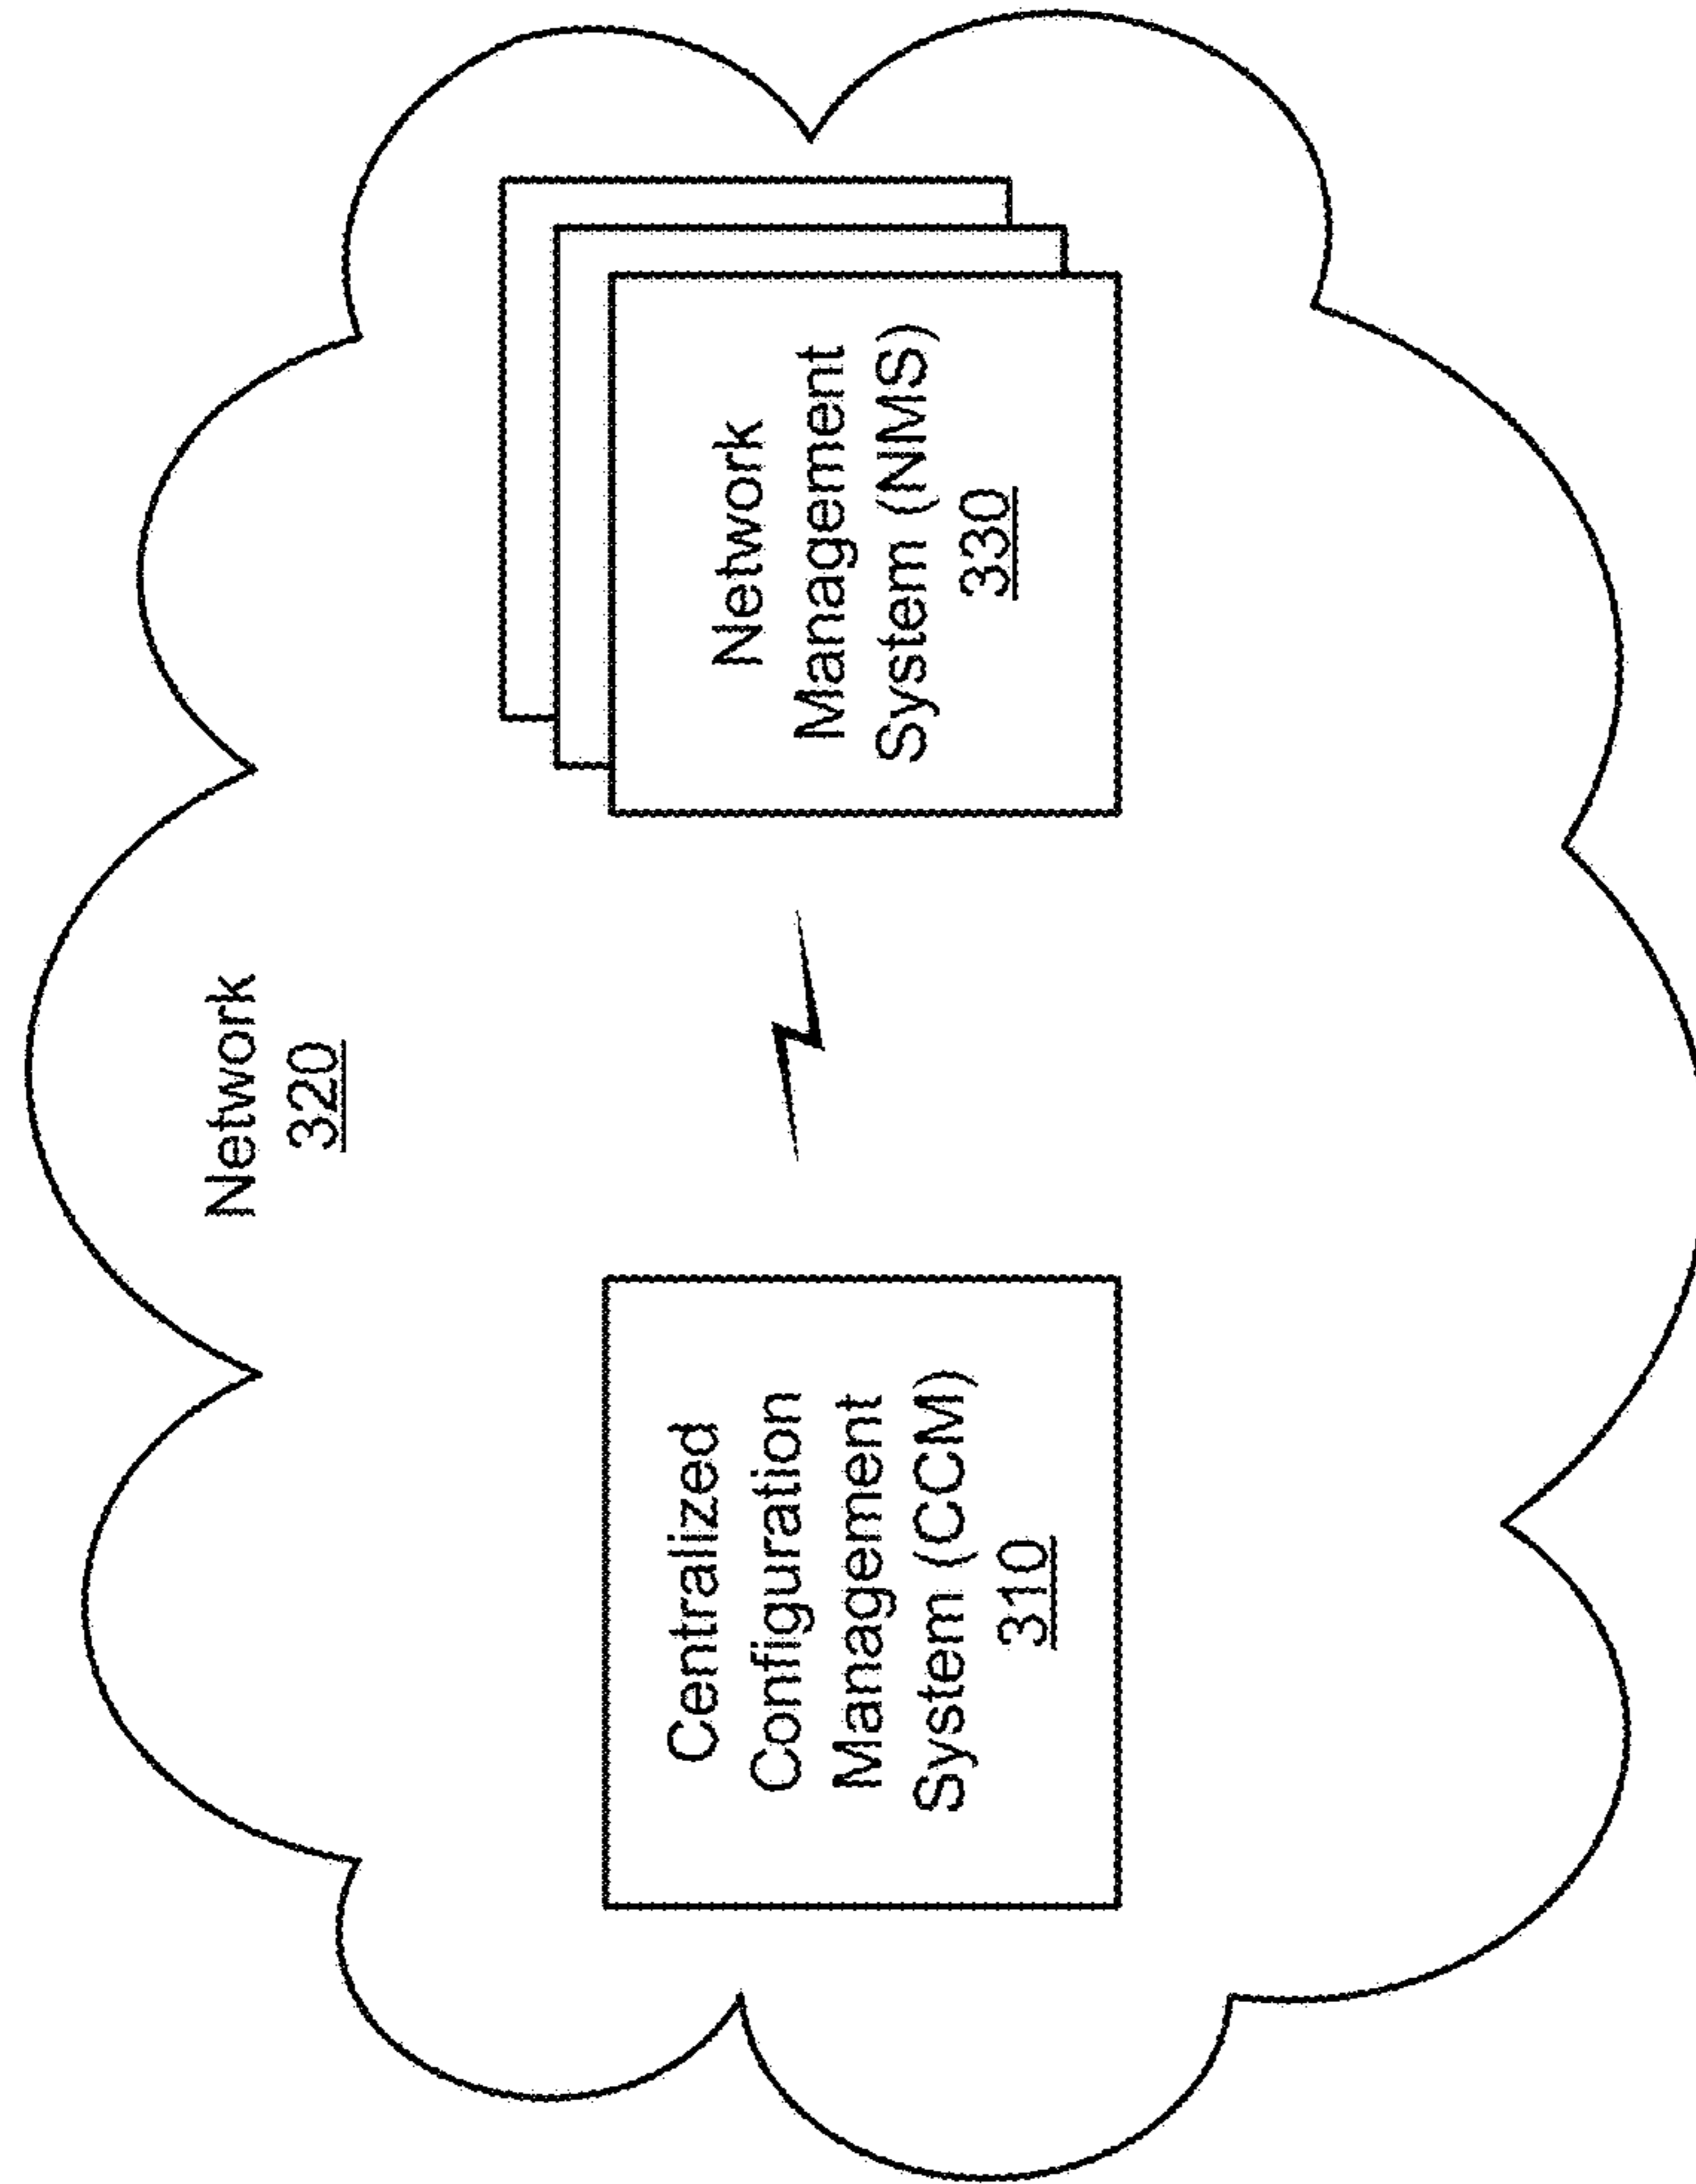 Network
320
Centralized
Configuration
Management
System (CCM)
310
Network
Management
System (NMS)
330